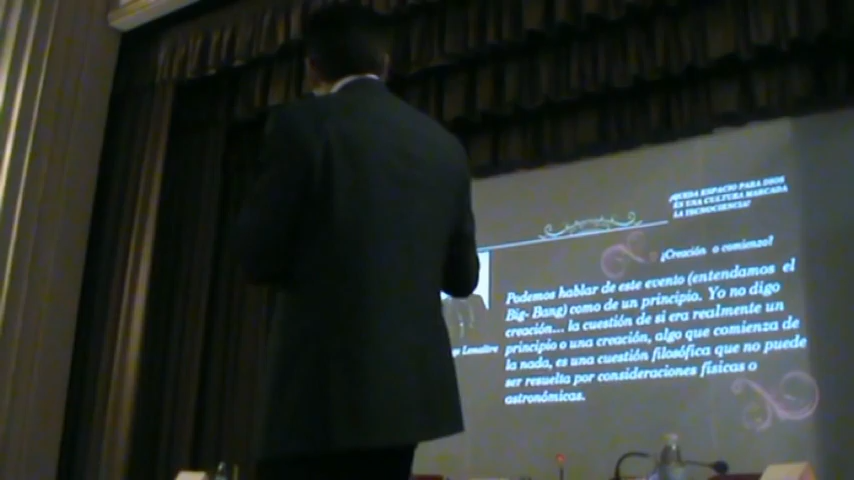 ¿QUEDA ESPACIO PARA DIOS
EN UNA CULTURA MARCADA
LA TECNOCIENCIA?
¿Creación o comienzo?
Podemos hablar de este evento (entendamos el
Big- Bang) como de un principio. Yo no digo
creación... la cuestión de si era realmente un
principio o una creación, algo que comienza de
la nada, es una cuestión filosófica que no puede
ser resuelta por consideraciones físicas o
astronómicas.
Lemaître